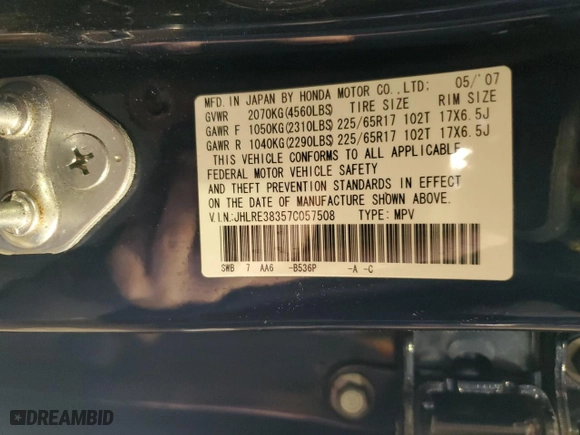 MFD. IN JAPAN BY HONDA MOTOR CO.,LTD: 05/'07
GVWR 2070KG(4560LBS) TIRE SIZE RIM SIZE
GAWR F 1050KG(2310LBS) 225/65R17 102T 17X6.5J
GAWR R 1040KG(2290LBS) 225/65R17 102T 17X6.5J
THIS VEHICLE CONFORMS TO ALL APPLICABLE
FEDERAL MOTOR VEHICLE SAFETY
AND THEFT PREVENTION STANDARDS IN EFFECT
ON THE DATE OF MANUFACTURE SHOWN ABOVE.
V.I.N:JHLRE38357C057508 TYPE: MPV
SWB 7 AA6 -B536P -A -C
DREAMBID